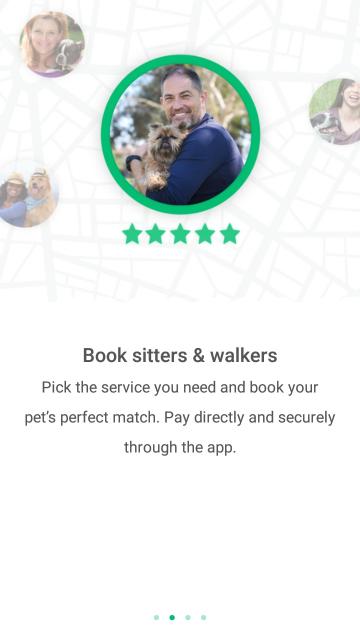 Book sitters & walkers
Pick the service you need and book your
pet’s perfect match. Pay directly and securely
through the app.